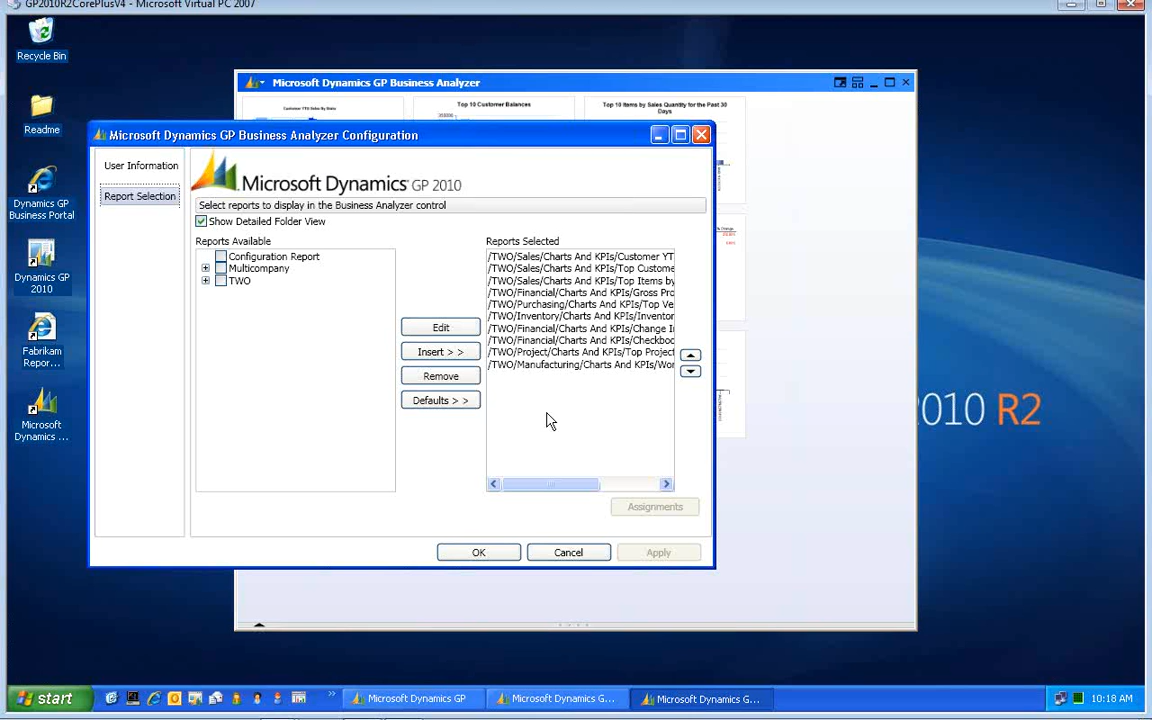 GP2010R2CorePlusV4 - Microsoft Virtual PC 2007
Recycle Bin
Readme
Dynamics GP
Business Portal
Dynamics GP
2010
Fabrikam
Repor...
Microsoft
Dynamics ...
Microsoft Dynamics GP Business Analyzer
Customer YTD Sales By State
Top 10 Customer Balances
Top 10 Items by Sales Quantity for the Past 30
Days
Microsoft Dynamics GP Business Analyzer Configuration
User Information
Report Selection
Microsoft Dynamics GP 2010
Select reports to display in the Business Analyzer control
Show Detailed Folder View
Reports Available
Configuration Report
Multicompany
TWO
Edit
Insert > >
Remove
Defaults > >
Reports Selected
/TWO/Sales/Charts And KPIs/Customer YT
/TWO/Sales/Charts And KPIs/Top Custome
/TWO/Sales/Charts And KPIs/Top Items by
/TWO/Financial/Charts And KPIs/Gross Pro
/TWO/Purchasing/Charts And KPIs/Top Ve
/TWO/Inventory/Charts And KPIs/Inventor
/TWO/Financial/Charts And KPIs/Change I
/TWO/Financial/Charts And KPIs/Checkboo
/TWO/Project/Charts And KPIs/Top Project
/TWO/Manufacturing/Charts And KPIs/Wor
Assignments
OK
Cancel
Apply
2010 R2
start
Microsoft Dynamics GP
Microsoft Dynamics G...
Microsoft Dynamics G...
10:18 AM